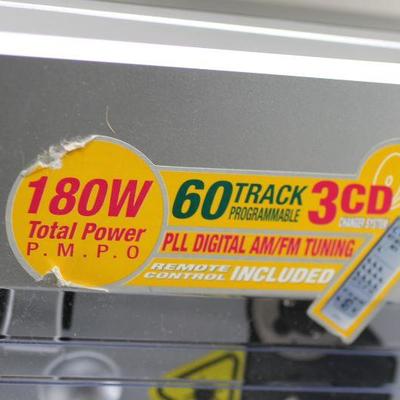 180W
Total Power
P.M.P.O
60 TRACK PROGRAMMABLE
3CD CHANGER SYSTEM
PLL DIGITAL AM/FM TUNING
REMOTE CONTROL INCLUDED